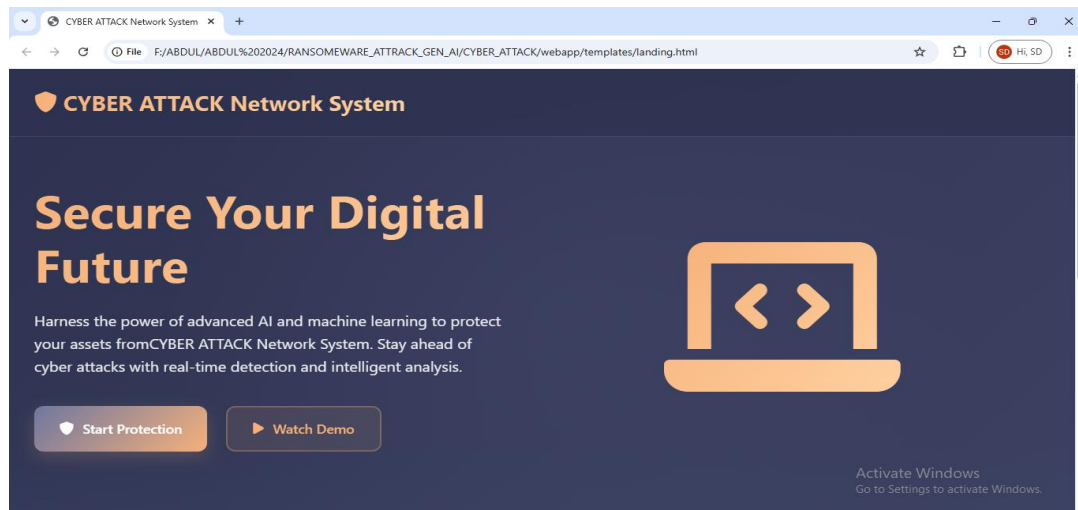 CYBER ATTACK Network System
File F:/ABDUL/ABDUL%202024/RANSOMEWARE_ATTRACK_GEN_AI/CYBER_ATTACK/webapp/templates/landing.html
SD Hi, SD
CYBER ATTACK Network System
Secure Your Digital
Future
Harness the power of advanced AI and machine learning to protect
your assets fromCYBER ATTACK Network System. Stay ahead of
cyber attacks with real-time detection and intelligent analysis.
Start Protection Watch Demo
Activate Windows
Go to Settings to activate Windows.